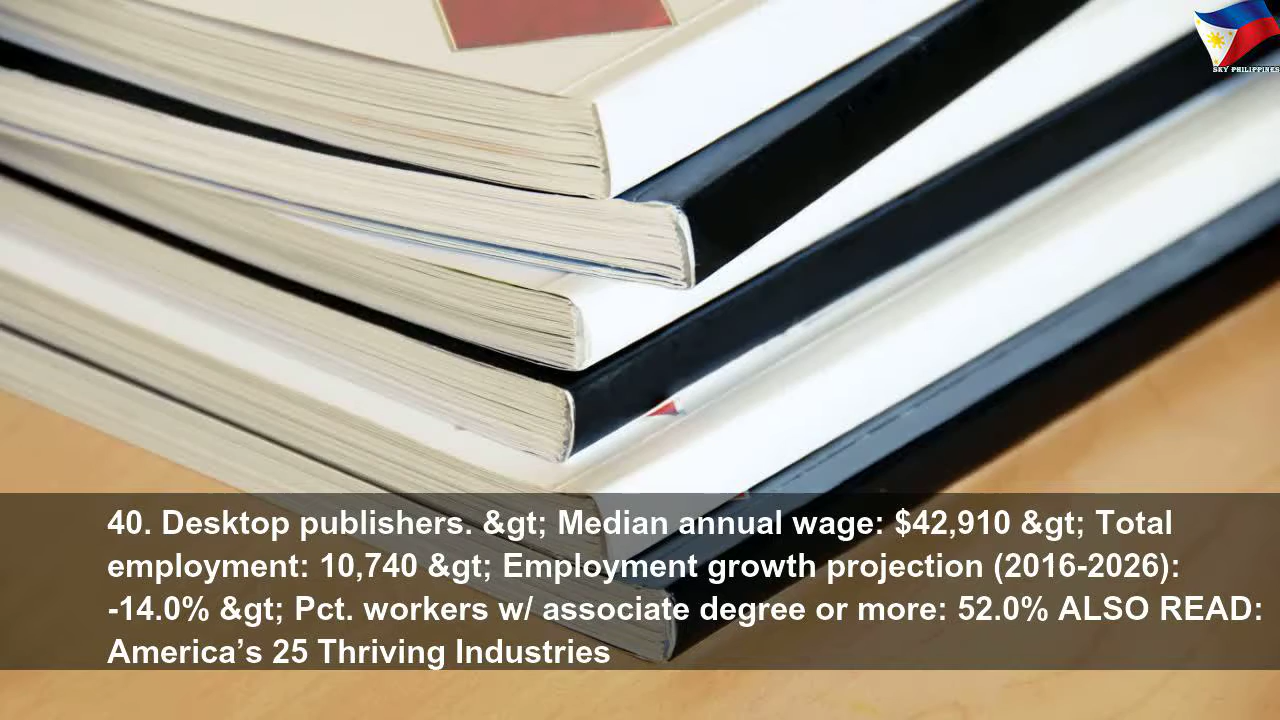 SKY PHILIPPINES
40. Desktop publishers. &gt; Median annual wage: $42,910 &gt; Total
employment: 10,740 &gt; Employment growth projection (2016-2026):
-14.0% &gt; Pct. workers w/ associate degree or more: 52.0% ALSO READ:
America’s 25 Thriving Industries